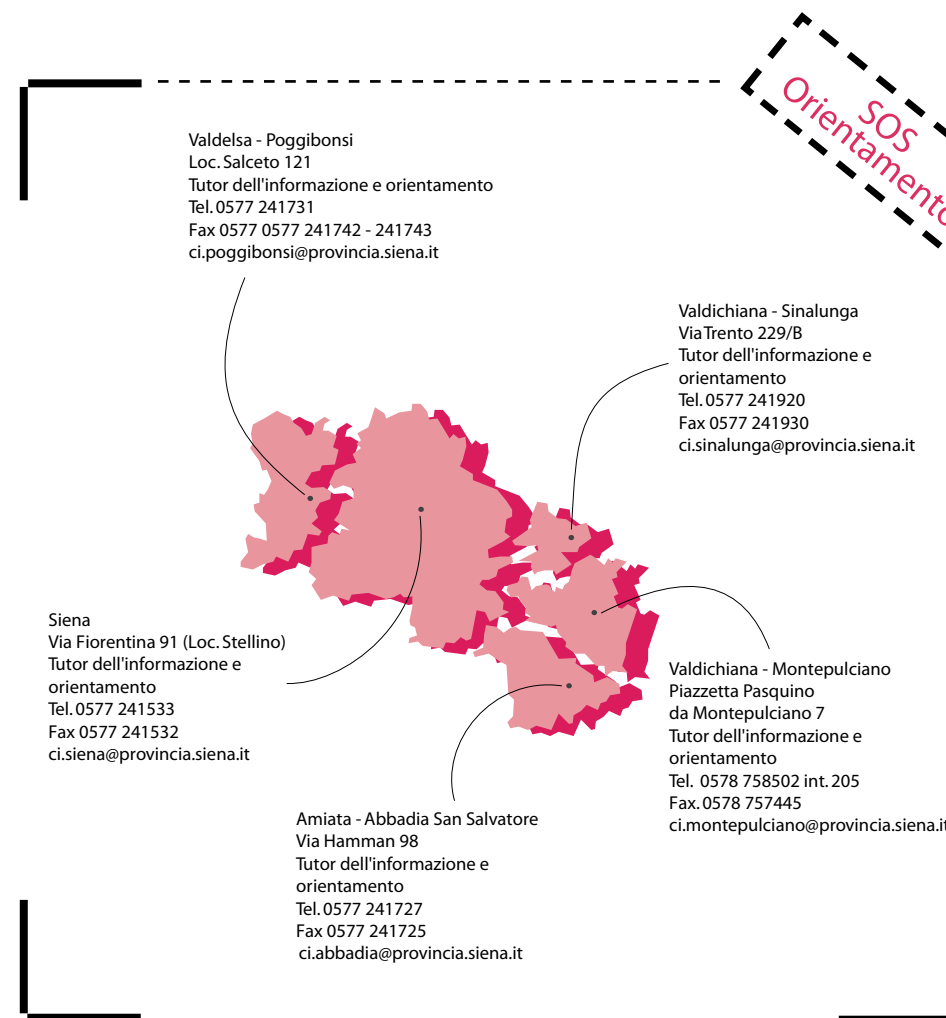 SOS
Orientamento
Valdelsa - Poggibonsi
Loc. Salceto 121
Tutor dell'informazione e orientamento
Tel. 0577 241731
Fax 0577 0577 241742 - 241743
ci.poggibonsi@provincia.siena.it
Valdichiana - Sinalunga
Via Trento 229/B
Tutor dell'informazione e
orientamento
Tel. 0577 241920
Fax 0577 241930
ci.sinalunga@provincia.siena.it
Siena
Via Fiorentina 91 (Loc. Stellino)
Tutor dell'informazione e
orientamento
Tel. 0577 241533
Fax 0577 241532
ci.siena@provincia.siena.it
Valdichiana - Montepulciano
Piazzetta Pasquino
da Montepulciano 7
Tutor dell'informazione e
orientamento
Tel. 0578 758502 int. 205
Fax. 0578 757445
ci.montepulciano@provincia.siena.it
Amiata - Abbadia San Salvatore
Via Hamman 98
Tutor dell'informazione e
orientamento
Tel. 0577 241727
Fax 0577 241725
ci.abbadia@provincia.siena.it